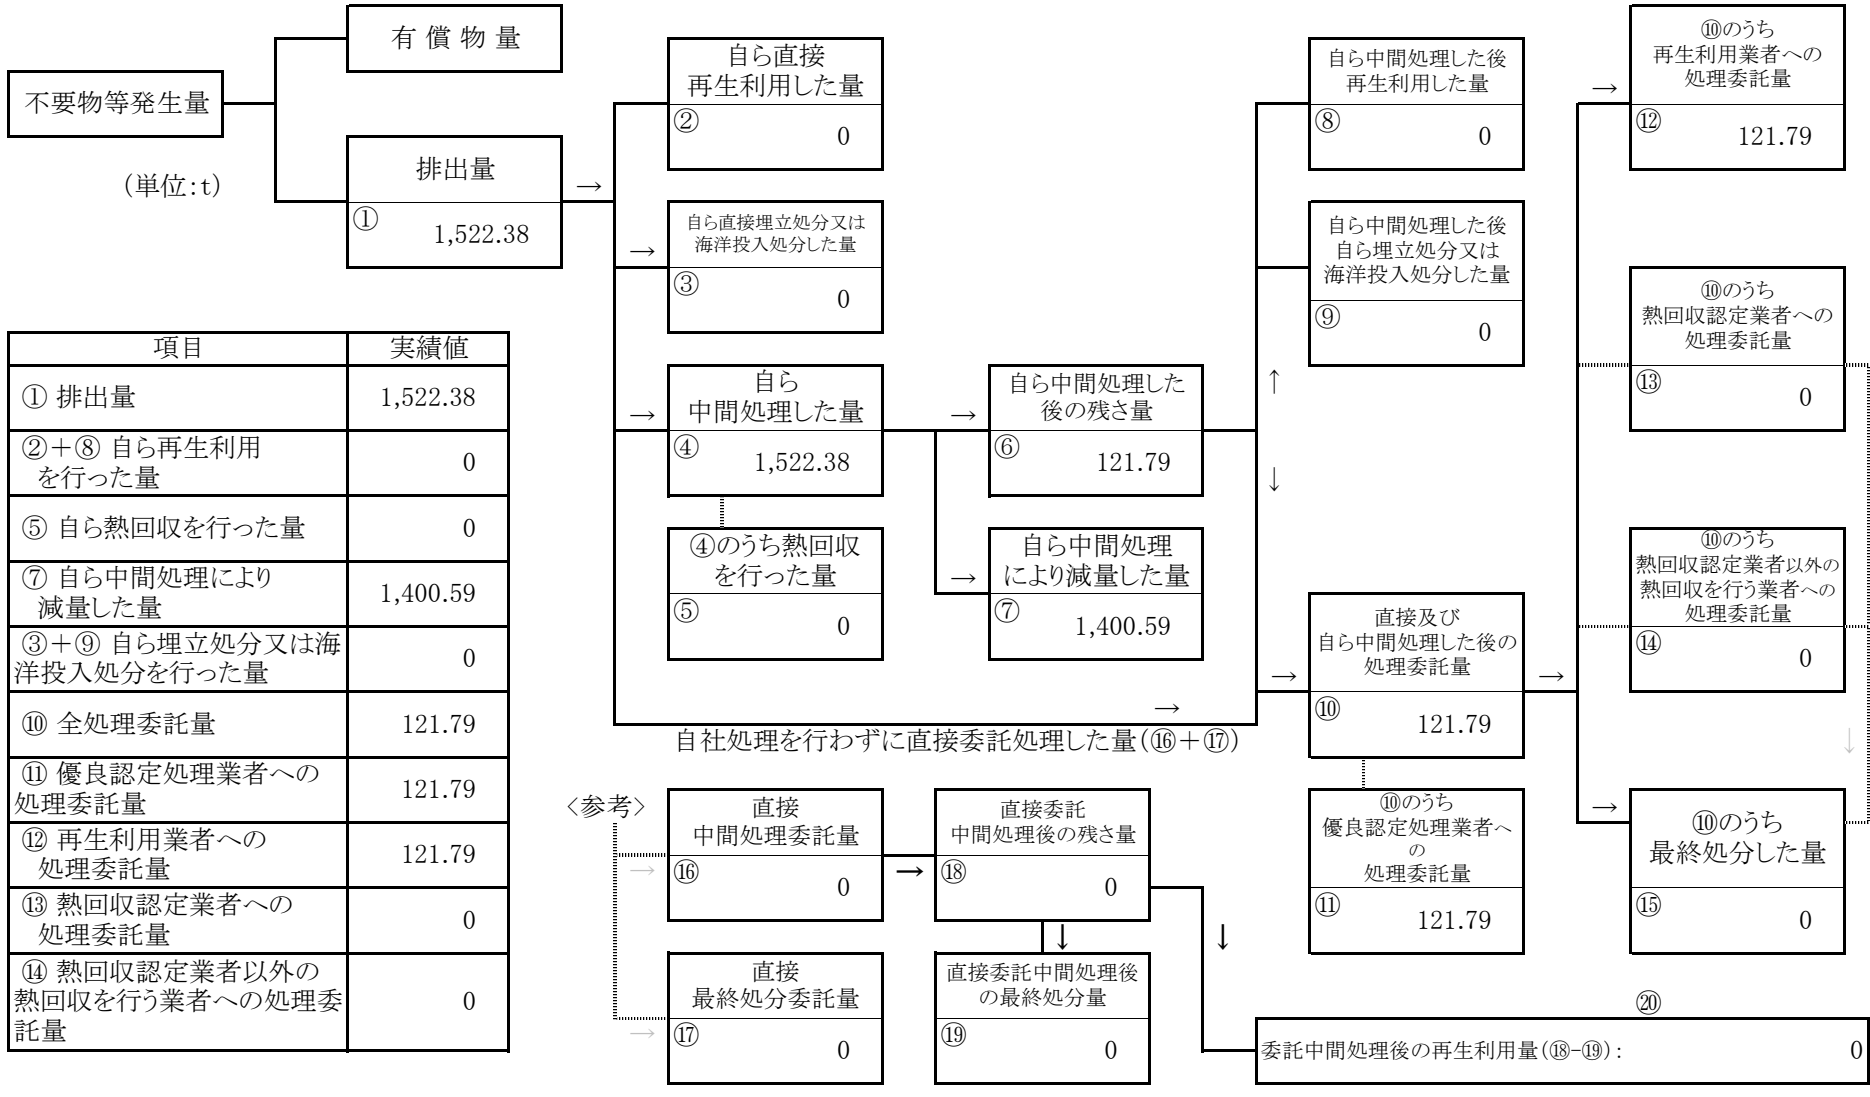 有 償 物 量
不要物等発生量
(単位:t)
排出量
①
1,522.38
→
自ら直接
再生利用した量
②
0
→
自ら直接埋立処分又は
海洋投入処分した量
③
0
→
自ら
中間処理した量
④
1,522.38
④のうち熱回収
を行った量
⑤
0
→
自ら中間処理した
後の残さ量
⑥
121.79
→
自ら中間処理
により減量した量
⑦
1,400.59
↑
↓
自ら中間処理した後
再生利用した量
⑧
0
自ら中間処理した後
自ら埋立処分又は
海洋投入処分した量
⑨
0
→
自社処理を行わずに直接委託処理した量(⑯+⑰)
→
直接及び
自ら中間処理した後の
処理委託量
⑩
121.79
⑩のうち
優良認定処理業者へ
の
処理委託量
⑪
121.79
→
→
⑩のうち
再生利用業者への
処理委託量
⑫
121.79
⑩のうち
熱回収認定業者への
処理委託量
⑬
0
⑩のうち
熱回収認定業者以外の
熱回収を行う業者への
処理委託量
⑭
0
↓
→
⑩のうち
最終処分した量
⑮
0
項目 実績値
① 排出量 1,522.38
②+⑧ 自ら再生利用
を行った量 0
⑤ 自ら熱回収を行った量 0
⑦ 自ら中間処理により
減量した量 1,400.59
③+⑨ 自ら埋立処分又は海
洋投入処分を行った量 0
⑩ 全処理委託量 121.79
⑪ 優良認定処理業者への
処理委託量 121.79
⑫ 再生利用業者への
処理委託量 121.79
⑬ 熱回収認定業者への
処理委託量 0
⑭ 熱回収認定業者以外の
熱回収を行う業者への処理委
託量 0
<参考>
→
直接
中間処理委託量
⑯
0
→
直接委託
中間処理後の残さ量
⑱
0
→
直接
最終処分委託量
⑰
0
↓
直接委託中間処理後
の最終処分量
⑲
0
↓
⑳
委託中間処理後の再生利用量(⑱-⑲): 0